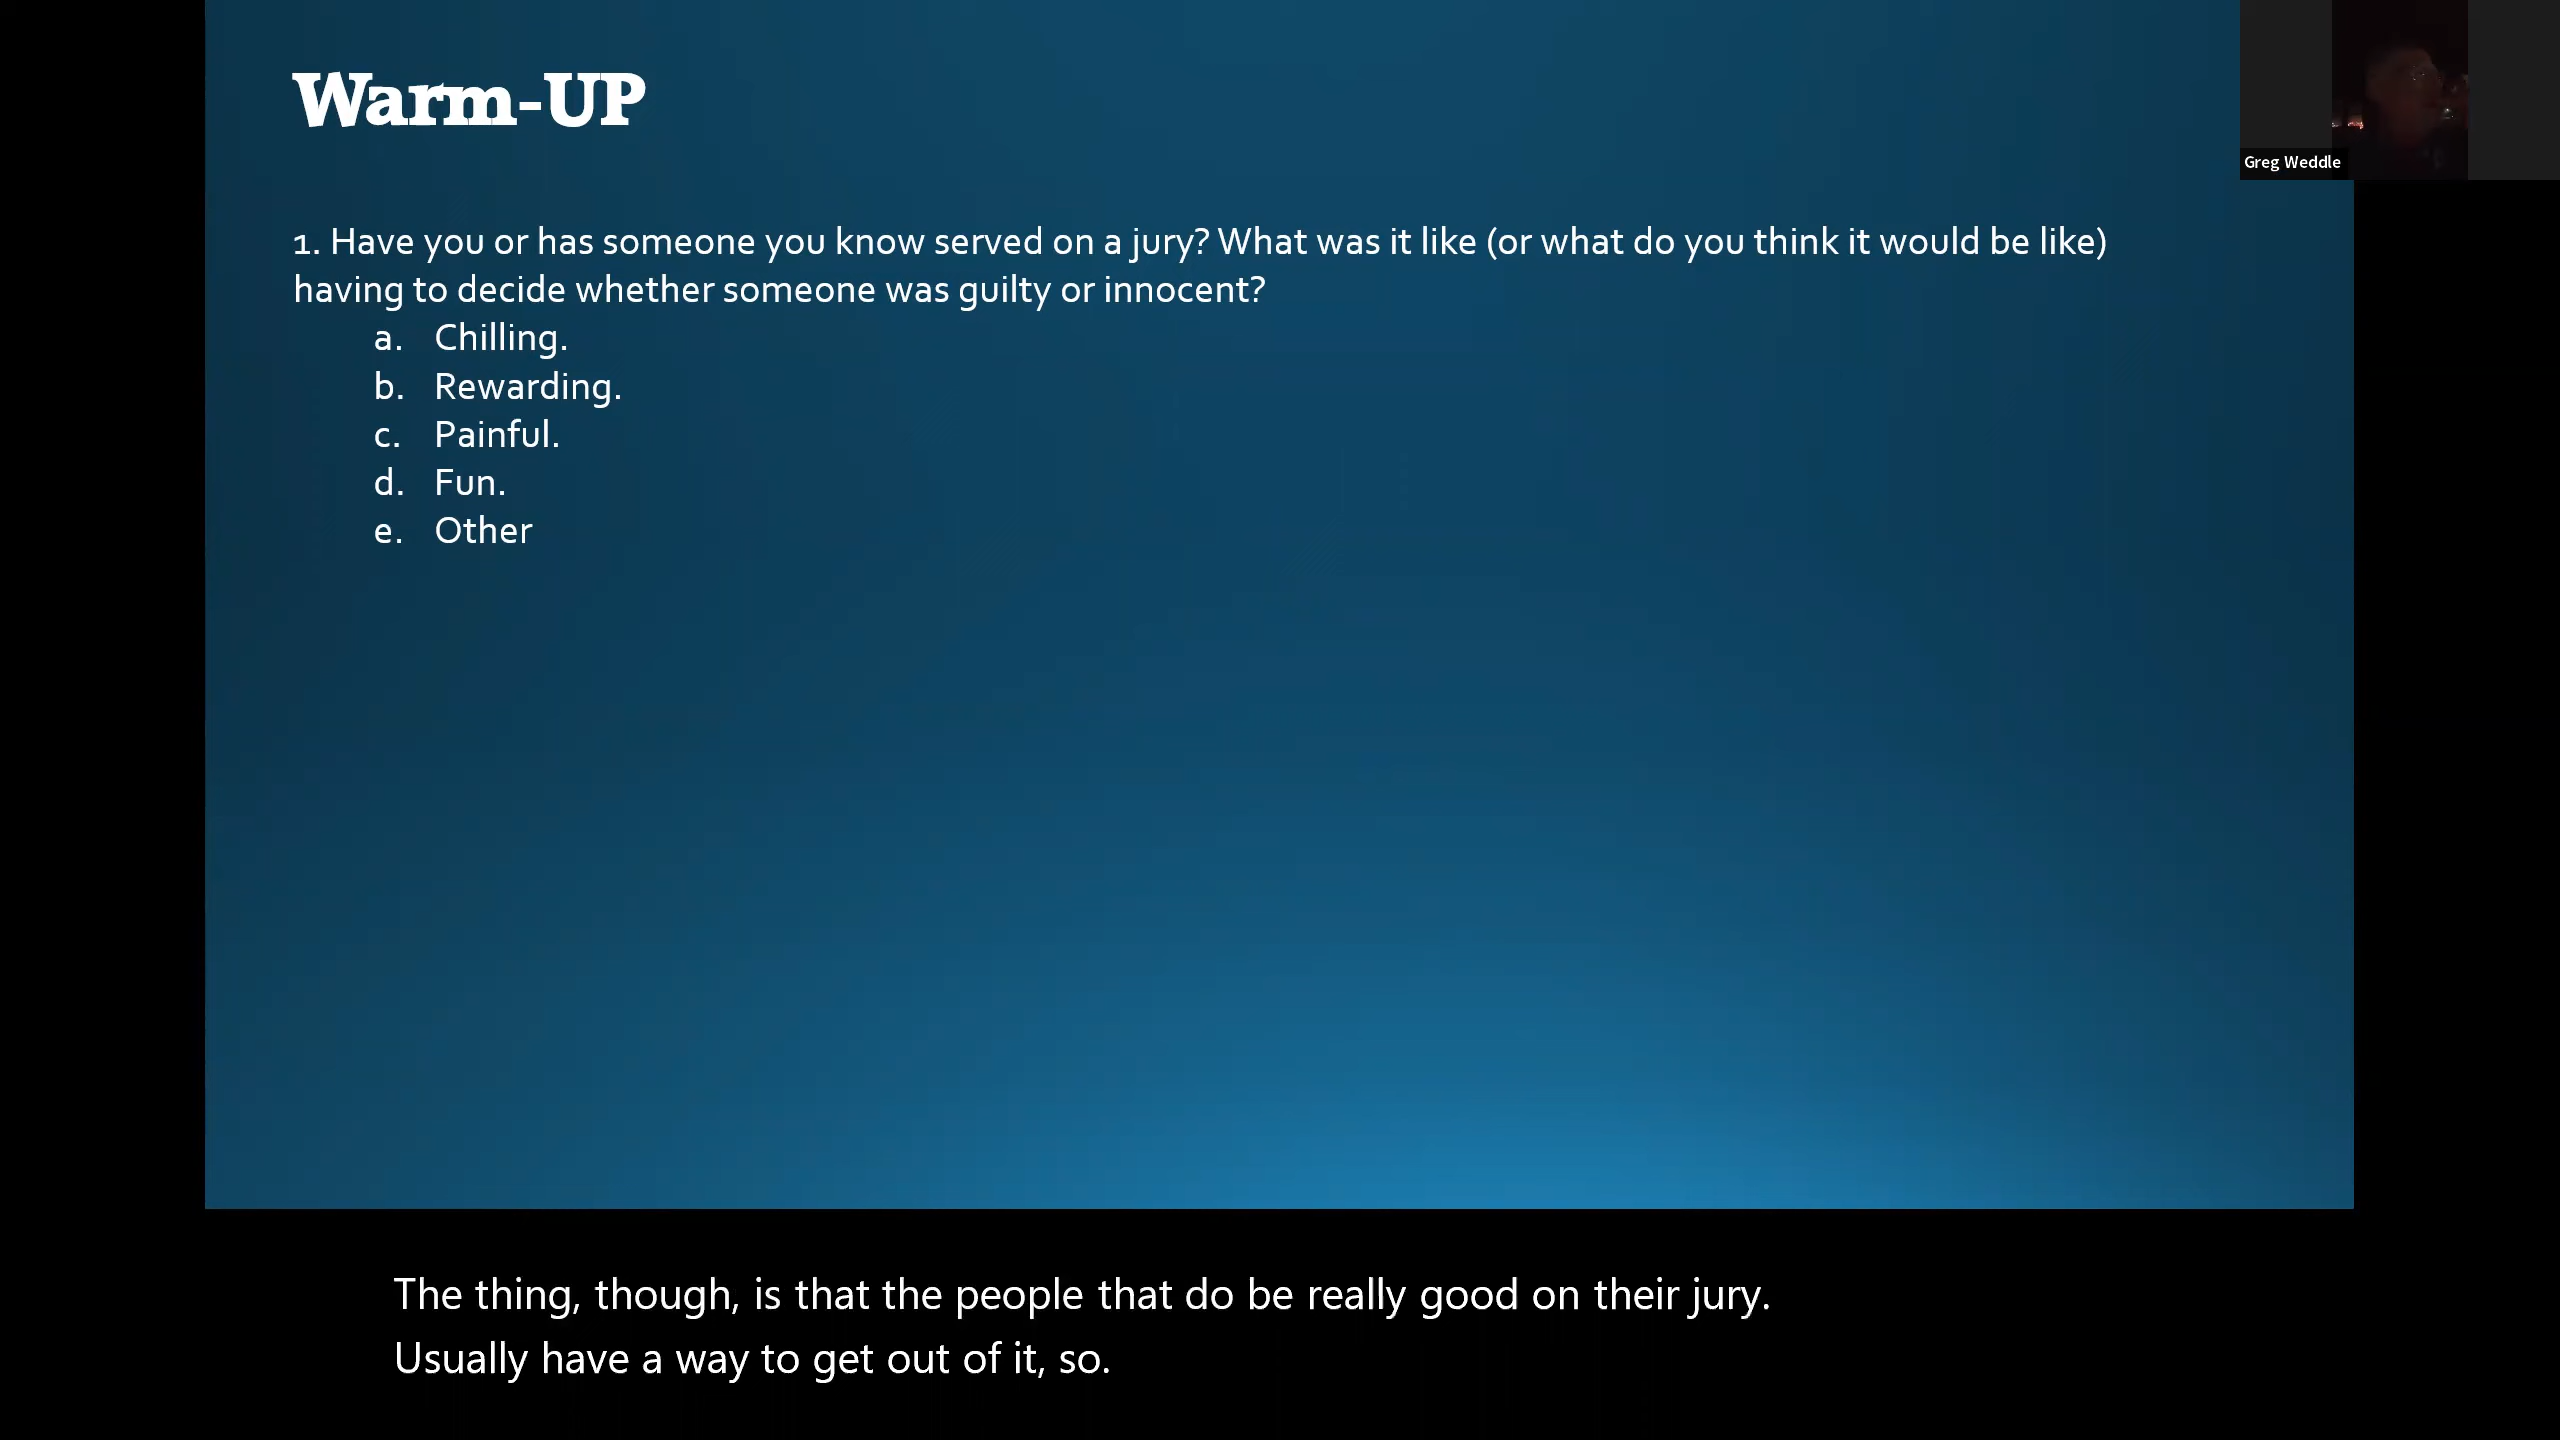 Warm-UP
Greg Weddle
1. Have you or has someone you know served on a jury? What was it like (or what do you think it would be like)
having to decide whether someone was guilty or innocent?
a. Chilling.
b. Rewarding.
c. Painful.
d. Fun.
e. Other
The thing, though, is that the people that do be really good on their jury.
Usually have a way to get out of it, so.